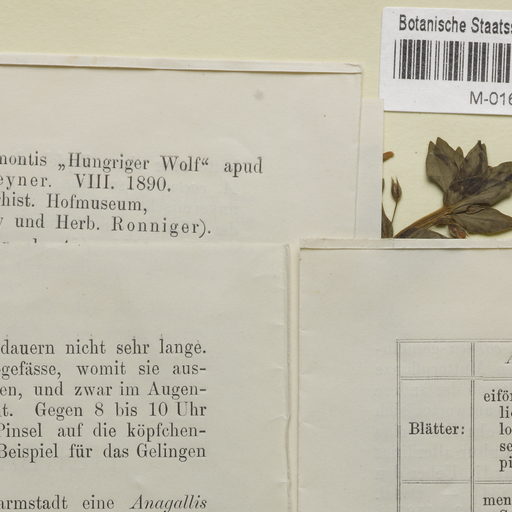 Botanische Staatss
M-016
montis „Hungriger Wolf“ apud
eyner. VIII. 1890.
hist. Hofmuseum,
und Herb. Ronniger).
dauern nicht sehr lange.
gefässe, womit sie aus-
en, und zwar im Augen-
t. Gegen 8 bis 10 Uhr
Pinsel auf die köpfchen-
Beispiel für das Gelingen
armstadt eine Anagallis
Blätter:
eiför
lic
lo
se
pi
men